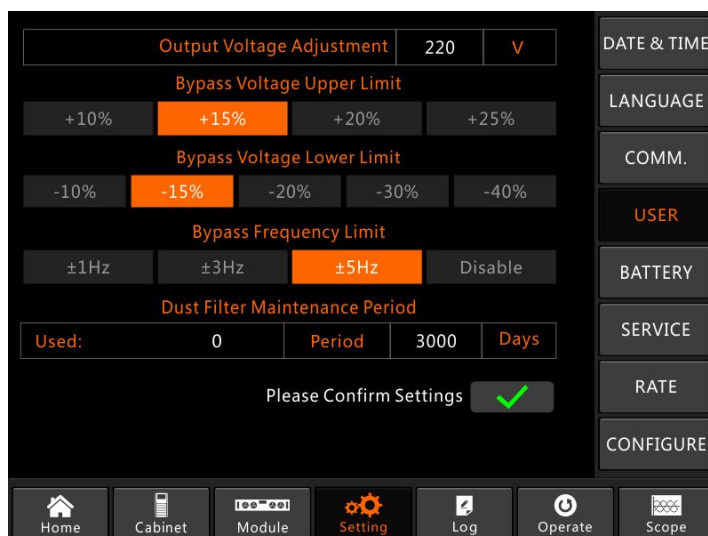 Output Voltage Adjustment 220 V
Bypass Voltage Upper Limit
+10% +15% +20% +25%
Bypass Voltage Lower Limit
-10% -15% -20% -30% -40%
Bypass Frequency Limit
±1Hz ±3Hz ±5Hz Disable
Dust Filter Maintenance Period
Used: 0 Period 3000 Days
Please Confirm Settings
DATE & TIME
LANGUAGE
COMM.
USER
BATTERY
SERVICE
RATE
CONFIGURE
Home Cabinet Module Setting Log Operate Scope